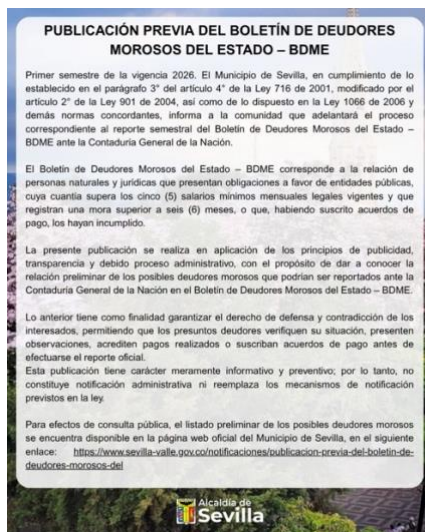 PUBLICACIÓN PREVIA DEL BOLETÍN DE DEUDORES
MOROSOS DEL ESTADO – BDME
Primer semestre de la vigencia 2026. El Municipio de Sevilla, en cumplimiento de lo
establecido en el parágrafo 3° del artículo 4° de la Ley 716 de 2001, modificado por el
artículo 2° de la Ley 901 de 2004, así como de lo dispuesto en la Ley 1066 de 2006 y
demás normas concordantes, informa a la comunidad que adelantará el proceso
correspondiente al reporte semestral del Boletín de Deudores Morosos del Estado –
BDME ante la Contaduría General de la Nación.
El Boletín de Deudores Morosos del Estado – BDME corresponde a la relación de
personas naturales y jurídicas que presentan obligaciones a favor de entidades públicas,
cuya cuantía supera los cinco (5) salarios mínimos mensuales legales vigentes y que
registran una mora superior a seis (6) meses, o que, habiendo suscrito acuerdos de
pago, los hayan incumplido.
La presente publicación se realiza en aplicación de los principios de publicidad,
transparencia y debido proceso administrativo, con el propósito de dar a conocer la
relación preliminar de los posibles deudores morosos que podrían ser reportados ante la
Contaduría General de la Nación en el Boletín de Deudores Morosos del Estado – BDME.
Lo anterior tiene como finalidad garantizar el derecho de defensa y contradicción de los
interesados, permitiendo que los presuntos deudores verifiquen su situación, presenten
observaciones, acrediten pagos realizados o suscriban acuerdos de pago antes de
efectuarse el reporte oficial.
Esta publicación tiene carácter meramente informativo y preventivo; por lo tanto, no
constituye notificación administrativa ni reemplaza los mecanismos de notificación
previstos en la ley.
Para efectos de consulta pública, el listado preliminar de los posibles deudores morosos
se encuentra disponible en la página web oficial del Municipio de Sevilla, en el siguiente
enlace: https://www.sevilla-valle.gov.co/notificaciones/publicacion-previa-del-boletin-de-
deudores-morosos-del
Alcaldía de
Sevilla